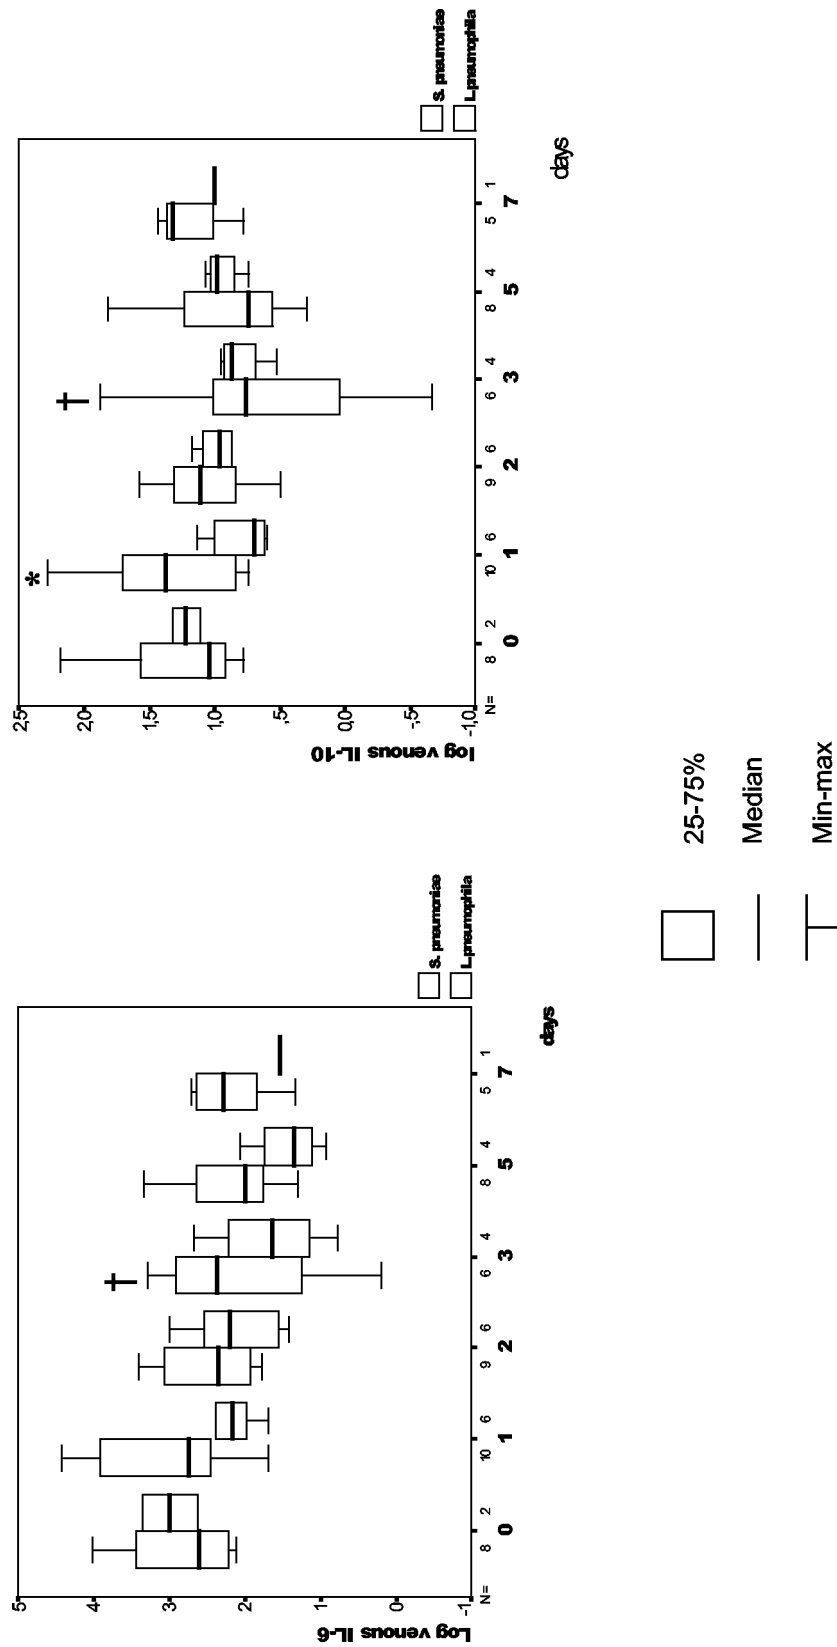 Log venous IL-6
5
4
3
2
1
0
-1
†
N= 8 2 10 6 9 6 6 4 8 4 5 1
0 1 2 3 5 7
days
S. pneumoniae
L.pneumophila
log venous IL-10
2,5
2,0
1,5
1,0
,5
0,0
-,5
-1,0
*
†
N= 8 2 10 6 9 6 6 4 8 4 5 1
0 1 2 3 5 7
days
S. pneumoniae
L.pneumophila
25-75%
Median
Min-max